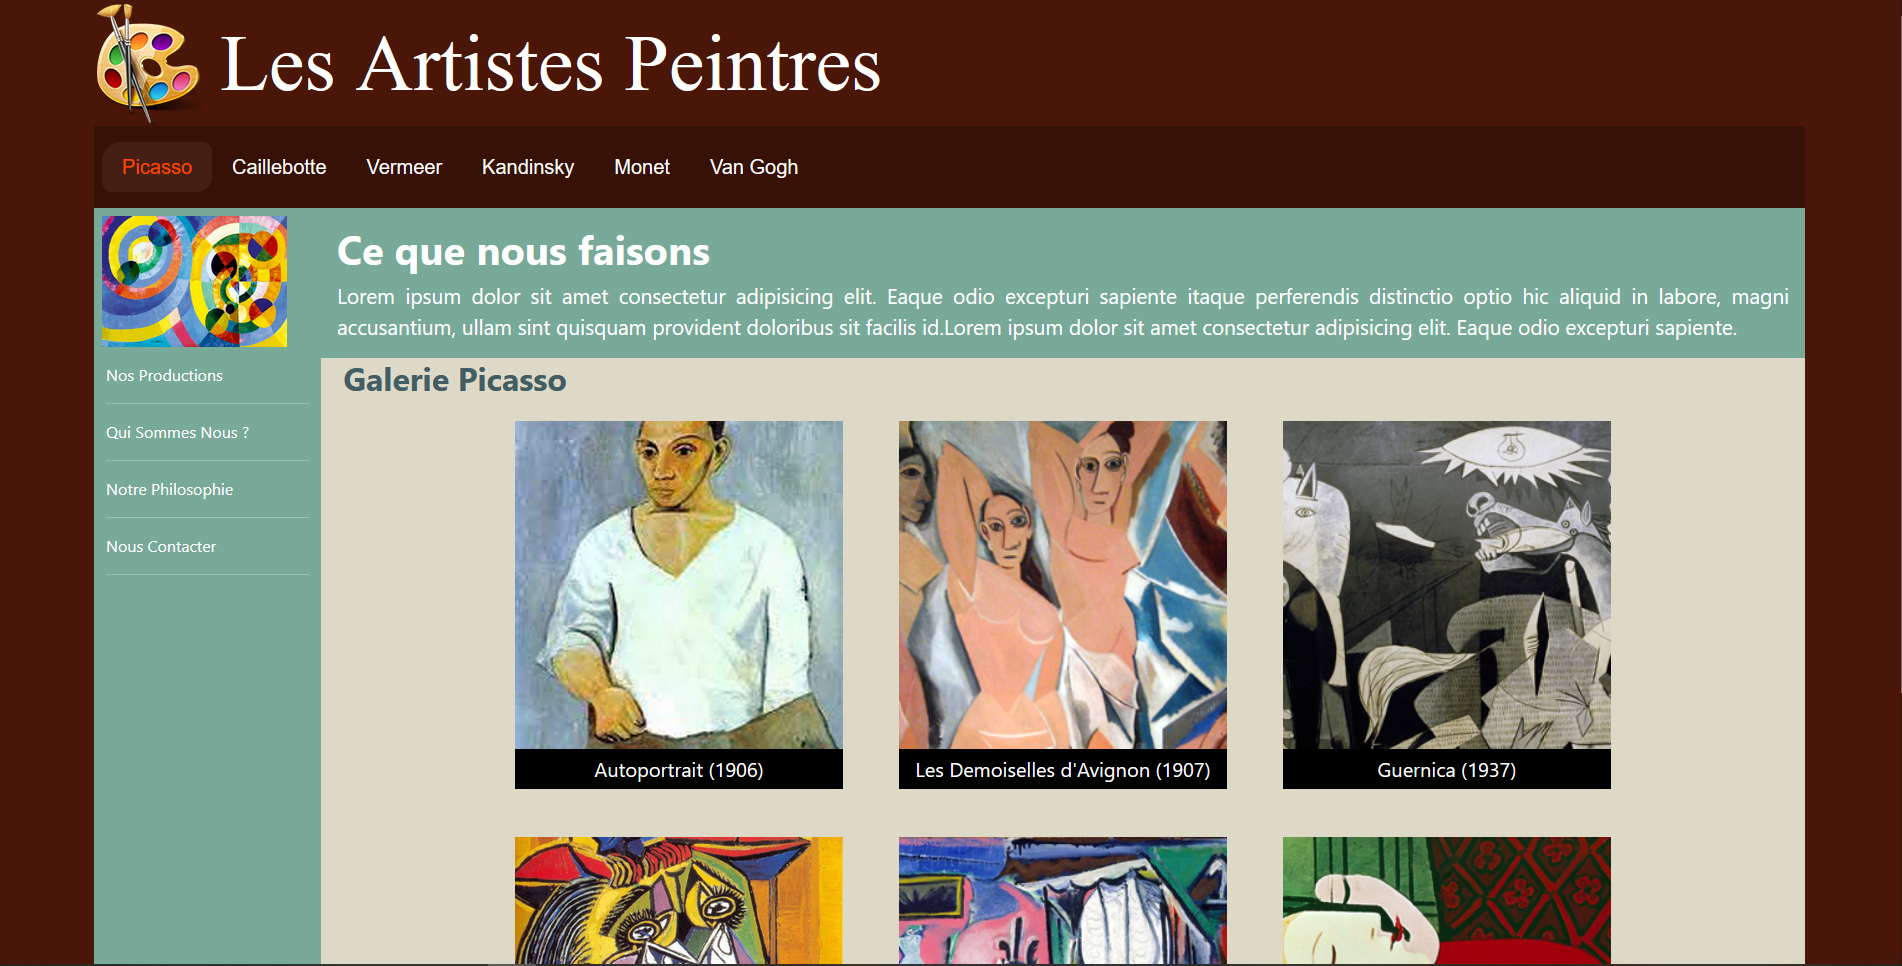 Les Artistes Peintres
Picasso Caillebotte Vermeer Kandinsky Monet Van Gogh
Nos Productions
Qui Sommes Nous ?
Notre Philosophie
Nous Contacter
Ce que nous faisons
Lorem ipsum dolor sit amet consectetur adipisicing elit. Eaque odio excepturi sapiente itaque perferendis distinctio optio hic aliquid in labore, magni
accusantium, ullam sint quisquam provident doloribus sit facilis id.Lorem ipsum dolor sit amet consectetur adipisicing elit. Eaque odio excepturi sapiente.
Galerie Picasso
Autoportrait (1906)
Les Demoiselles d'Avignon (1907)
Guernica (1937)